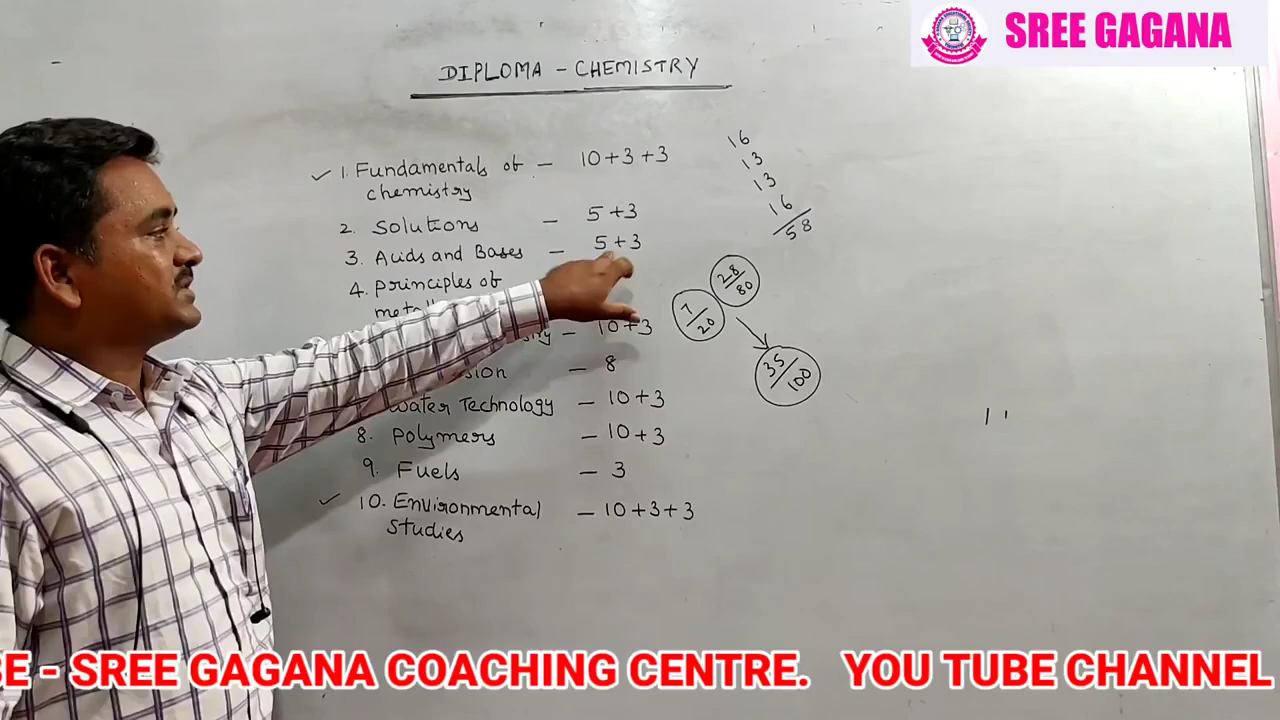 SREE GAGANA
DIPLOMA - CHEMISTRY
1. Fundamentals of - 10+3+3
chemistry
2. Solutions - 5+3
3. Acids and Bases - 5+3
4. Principles of
- 10+3
- 8
Water Technology - 10+3
8. Polymers - 10+3
9. Fuels - 3
10. Environmental - 10+3+3
Studies
16
13
13
16
58
28/80
7/20
35/100
- SREE GAGANA COACHING CENTRE. YOU TUBE CHANNEL